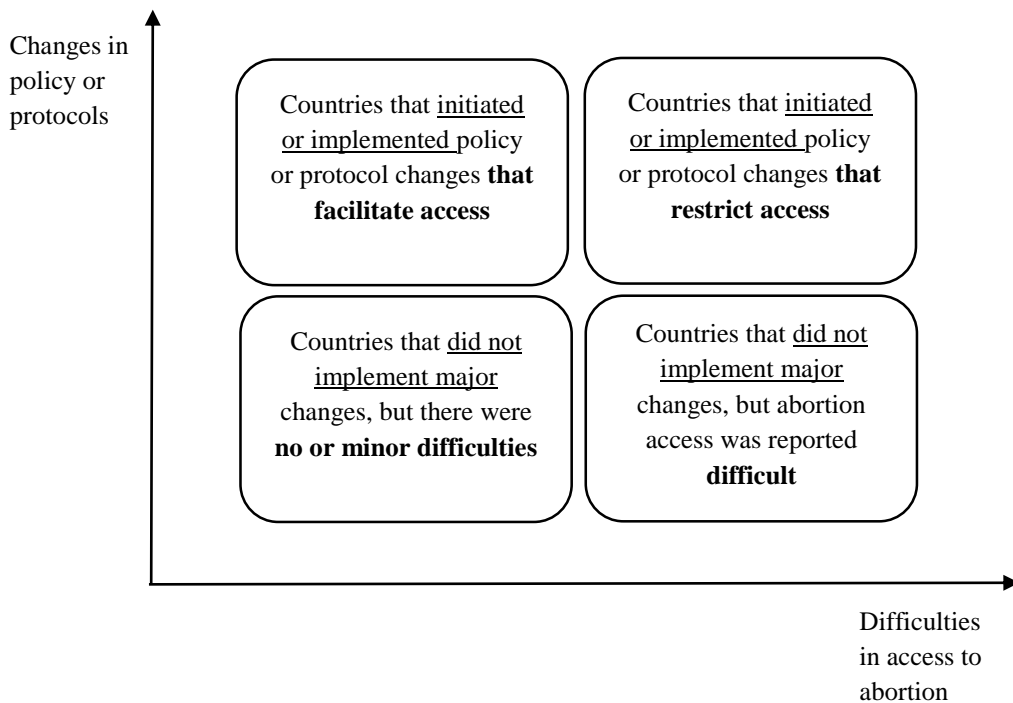 Changes in
policy or
protocols
Countries that initiated
or implemented policy
or protocol changes that
facilitate access
Countries that initiated
or implemented policy
or protocol changes that
restrict access
Countries that did not
implement major
changes, but there were
no or minor difficulties
Countries that did not
implement major
changes, but abortion
access was reported
difficult
Difficulties
in access to
abortion